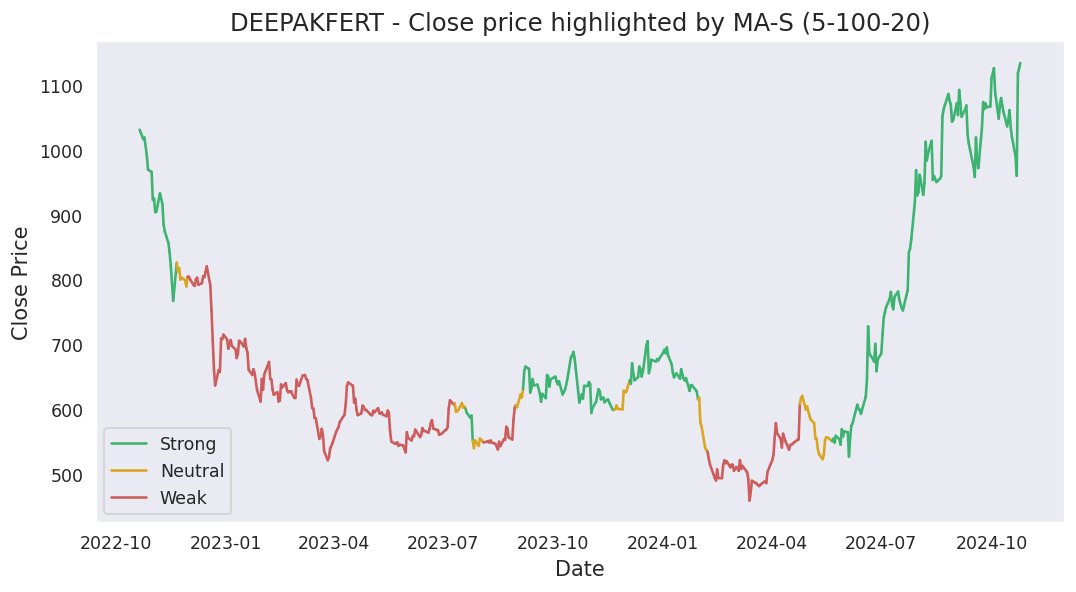 DEEPAKFERT - Close price highlighted by MA-S (5-100-20)
Close Price
1100
1000
900
800
700
600
500
Strong
Neutral
Weak
2022-10 2023-01 2023-04 2023-07 2023-10 2024-01 2024-04 2024-07 2024-10
Date